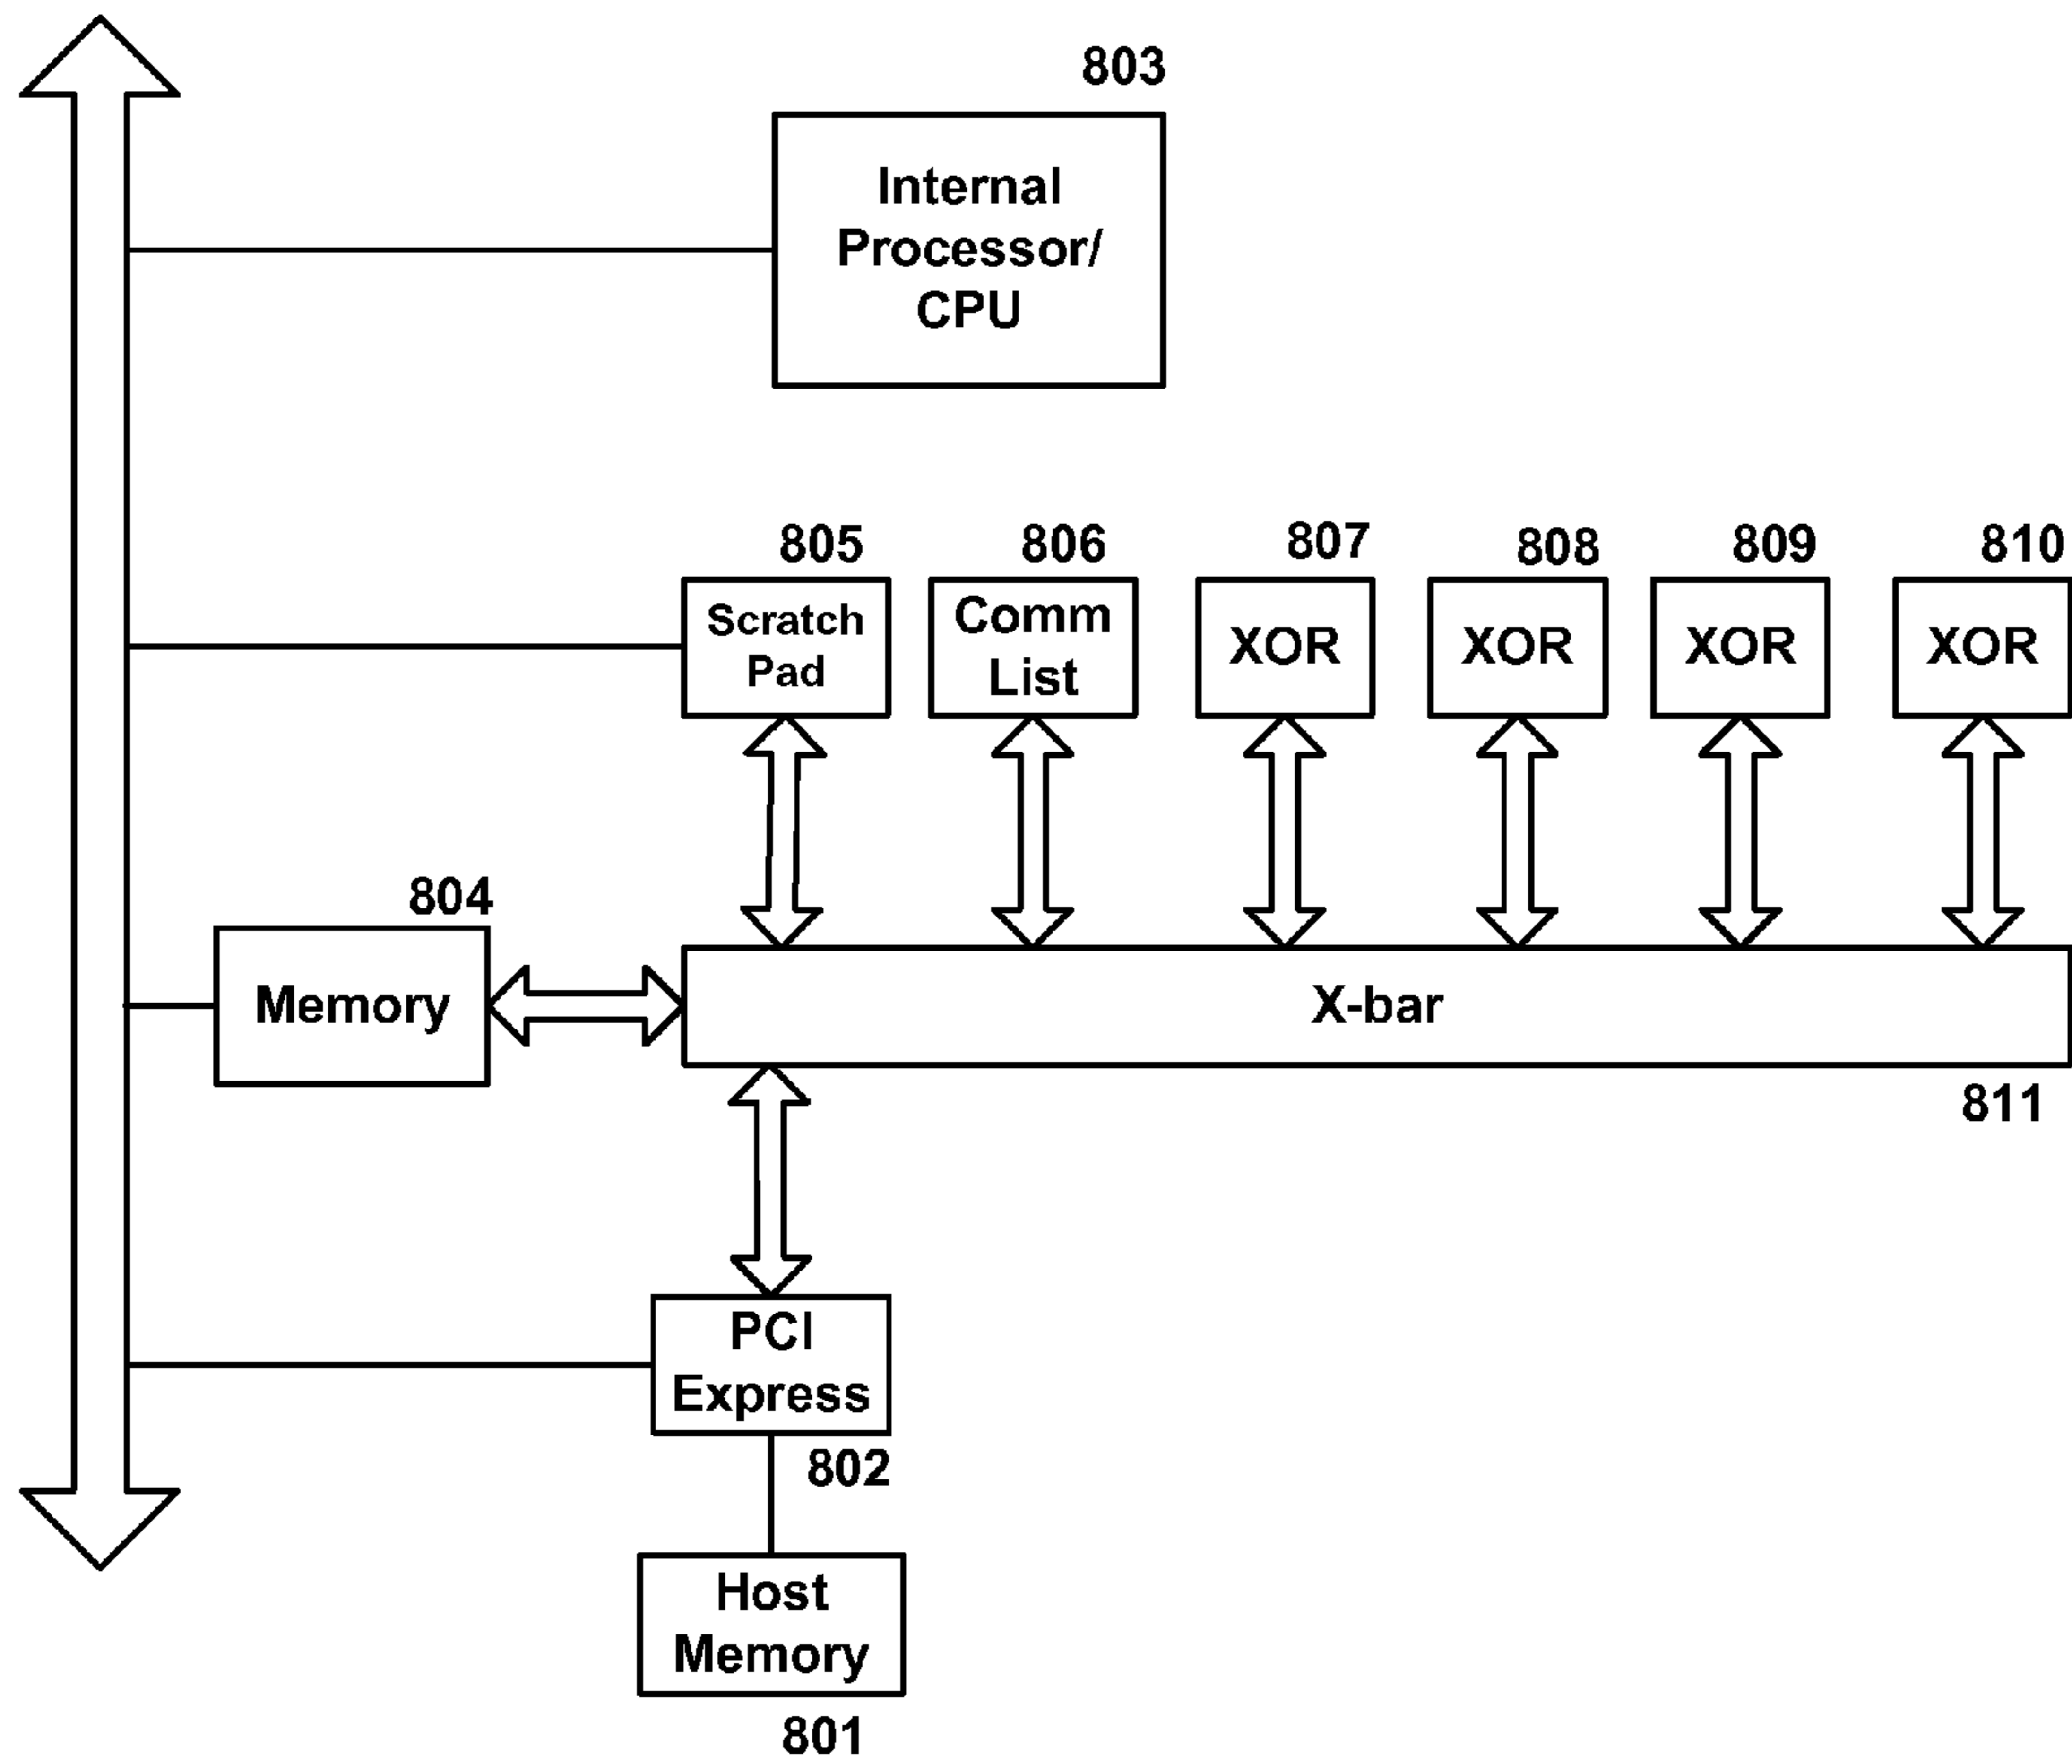 803
Internal
Processor/
CPU
805
806
807
808
809
810
Scratch
Pad
Comm
List
XOR
XOR
XOR
XOR
804
Memory
X-bar
811
PCI
Express
802
Host
Memory
801